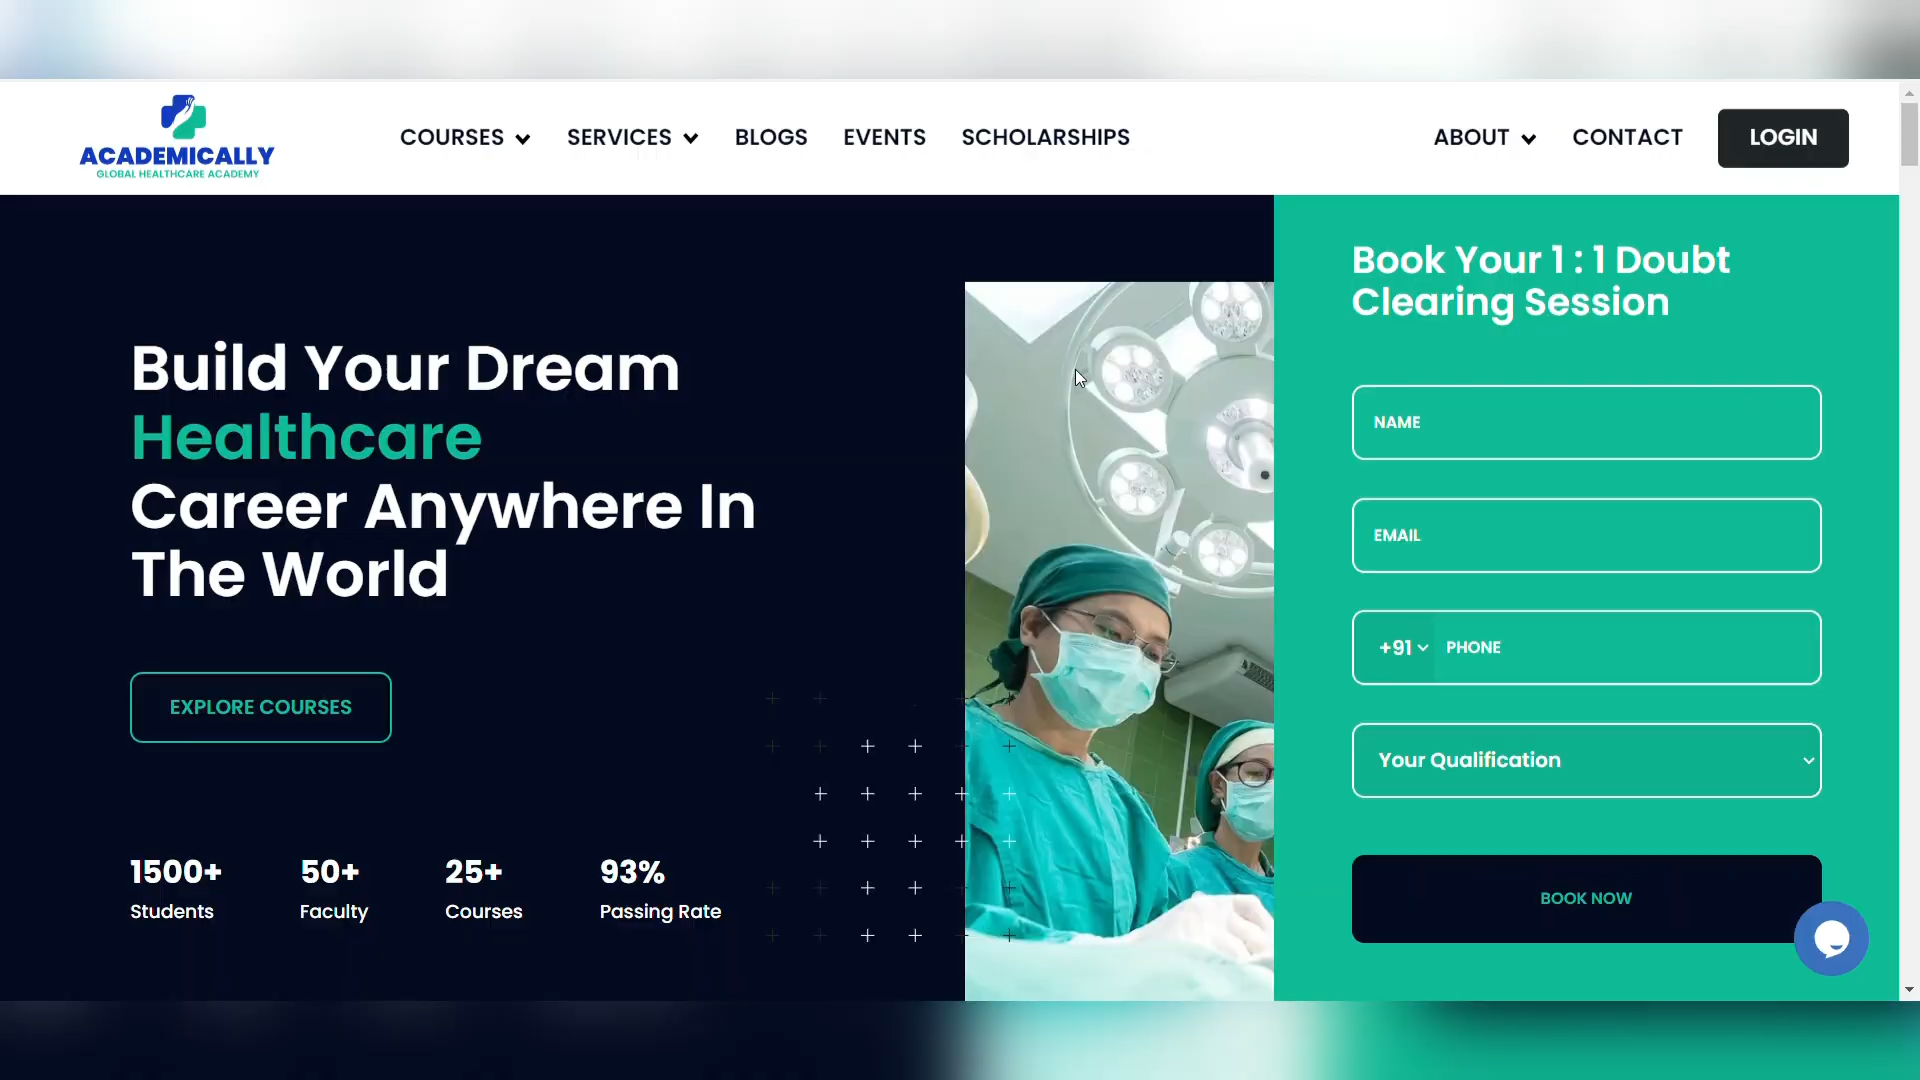 ACADEMICALLY
GLOBAL HEALTHCARE ACADEMY
COURSES
SERVICES
BLOGS
EVENTS
SCHOLARSHIPS
ABOUT
CONTACT
LOGIN
Build Your Dream
Healthcare
Career Anywhere In
The World
EXPLORE COURSES
1500+
Students
50+
Faculty
25+
Courses
93%
Passing Rate
Book Your 1 : 1 Doubt
Clearing Session
NAME
EMAIL
+91 PHONE
Your Qualification
BOOK NOW